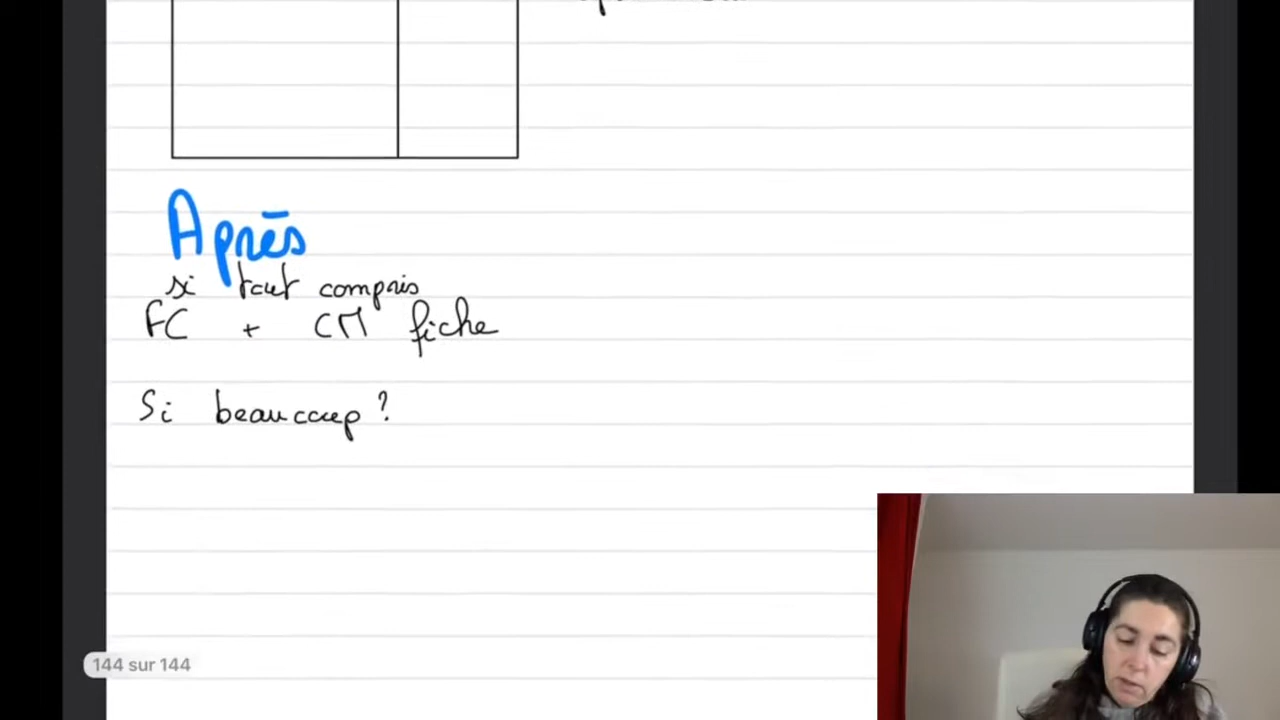 Après
si tout compris
FC + CM fiche
Si beaucoup ?
144 sur 144